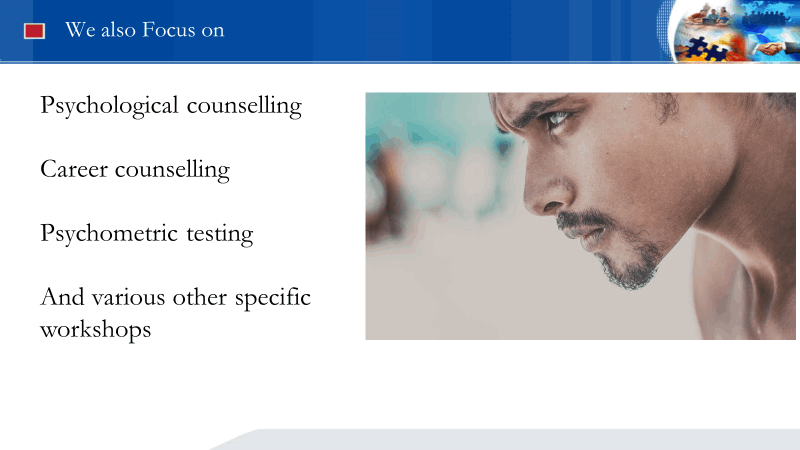 We also Focus on
Psychological counselling
Career counselling
Psychometric testing
And various other specific
workshops